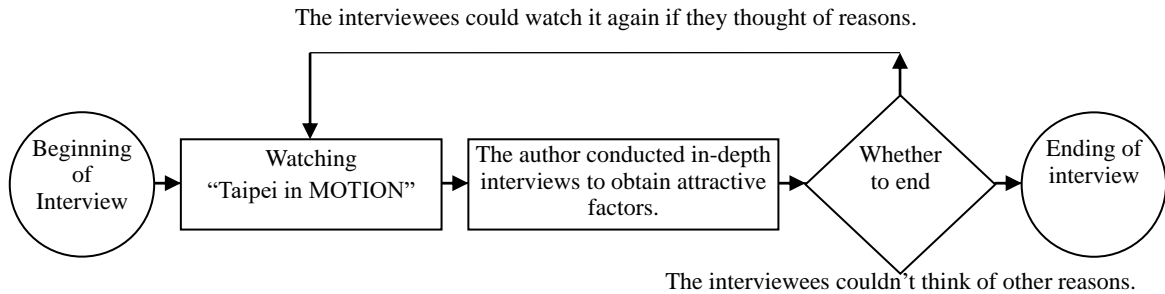 The interviewees could watch it again if they thought of reasons.
Beginning
of
Interview
Watching
“Taipei in MOTION”
The author conducted in-depth
interviews to obtain attractive
factors.
Whether
to end
Ending of
interview
The interviewees couldn’t think of other reasons.